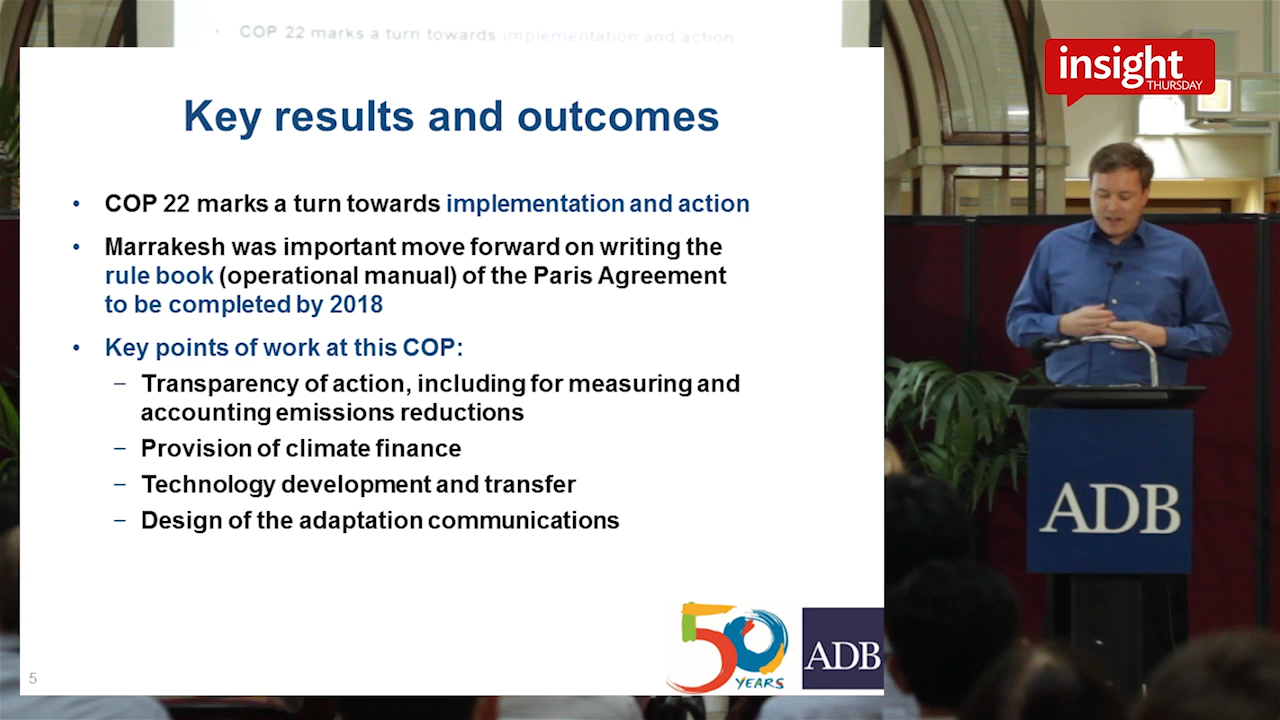 • COP 22 marks a turn towards implementation and action
Key results and outcomes
• COP 22 marks a turn towards implementation and action
• Marrakesh was important move forward on writing the
rule book (operational manual) of the Paris Agreement
to be completed by 2018
• Key points of work at this COP:
– Transparency of action, including for measuring and
accounting emissions reductions
– Provision of climate finance
– Technology development and transfer
– Design of the adaptation communications
50
YEARS
ADB
5
insight
THURSDAY
ADB